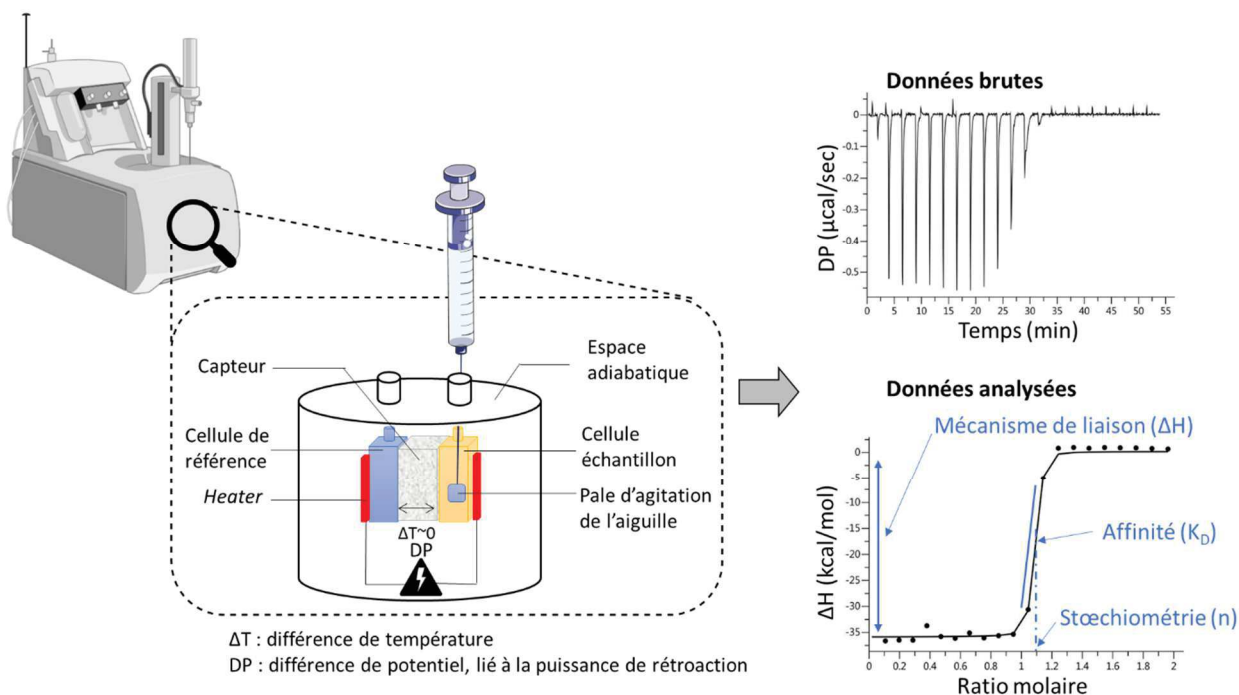 Données brutes
0
-0.1
-0.2
-0.3
-0.4
-0.5
DP (µcal/sec)
0 5 10 15 20 25 30 35 40 45 50 55
Temps (min)
Capteur
Espace
adiabatique
Cellule de
référence
Cellule
échantillon
Heater
Pale d’agitation
de l’aiguille
ΔT~0
DP
ΔT : différence de température
DP : différence de potentiel, lié à la puissance de rétroaction
Données analysées
Mécanisme de liaison (ΔH)
0
-5
-10
-15
-20
-25
-30
-35
ΔH (kcal/mol)
Affinité (KD)
Stœchiométrie (n)
0 0.2 0.4 0.6 0.8 1 1.2 1.4 1.6 1.8 2
Ratio molaire